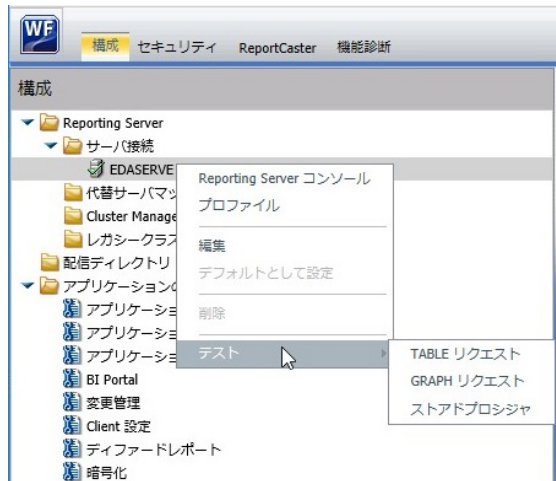 WF
構成 セキュリティ ReportCaster 機能診断
構成
Reporting Server
サーバ接続
EDASERVE
Reporting Server コンソール
代替サーバマッ
プロファイル
Cluster Manage
レガシークラス
編集
配信ディレクトリ
デフォルトとして設定
アプリケーションの
アプリケーショ
削除
アプリケーショ
アプリケーショ
テスト
TABLE リクエスト
BI Portal
GRAPH リクエスト
変更管理
ストアドプロシジャ
Client 設定
ディファードレポート
暗号化